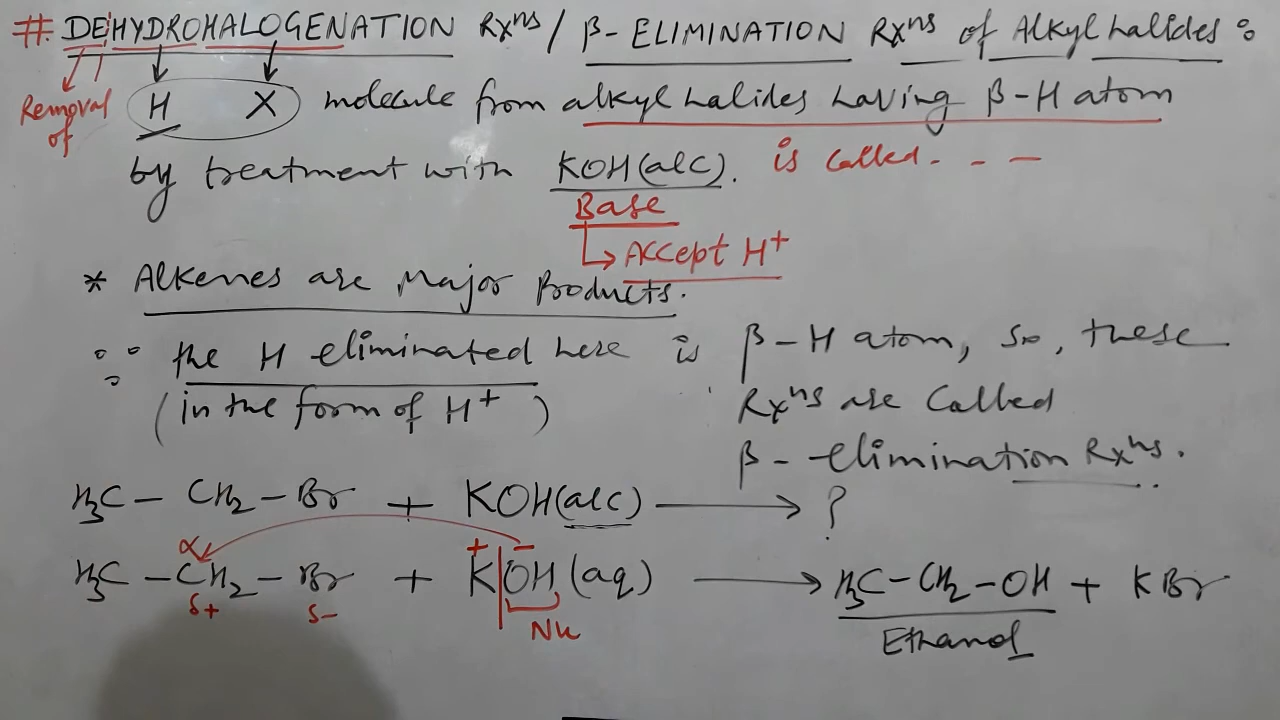 # DEHYDROHALOGENATION Rxⁿˢ / β-ELIMINATION Rxⁿˢ of Alkyl halides :
Removal of H X molecule from alkyl halides having β-H atom
by treatment with KOH(alc). is called - - -
Base
↳ Accept H⁺
* Alkenes are Major Products.
∵ the H eliminated here is β-H atom, so, these
(in the form of H⁺) Rxⁿˢ are called
β-elimination Rxⁿˢ.
H₃C – CH₂ – Br + KOH(alc) ⟶ ?
α + –
H₃C – CH₂ – Br + K|OH (aq) ⟶ H₃C–CH₂–OH + KBr
δ+ δ– Nu Ethanol